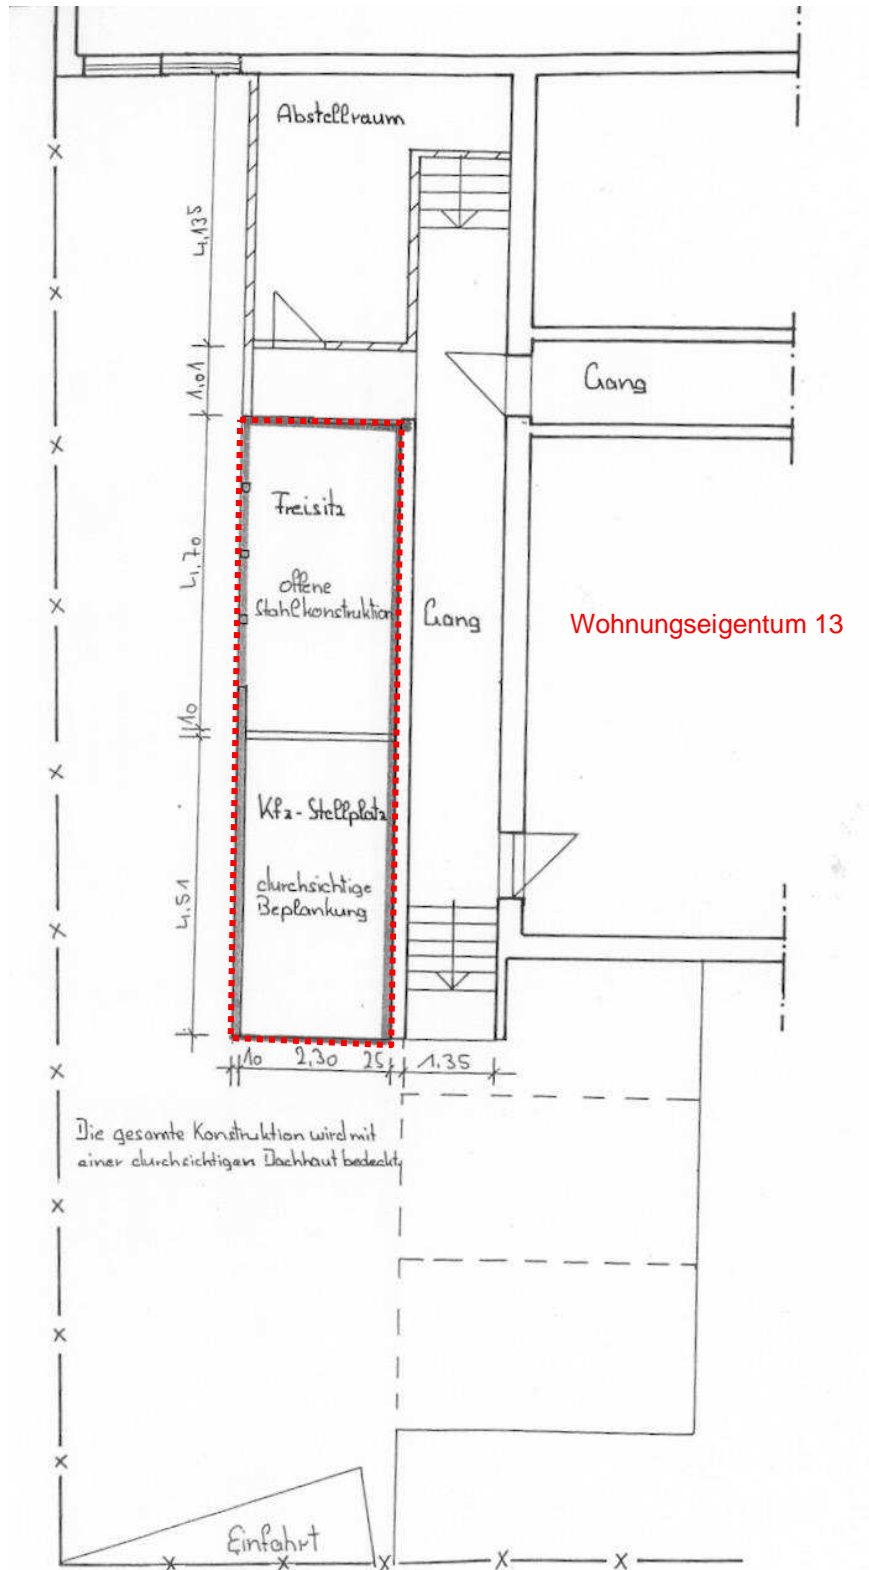 Abstellraum
4,135
1,01
Gang
Freisitz
offene
Stahlkonstruktion
4,70
Gang
Wohnungseigentum 13
10
Kfz-Stellplatz
durchsichtige
Beplankung
4,51
10 2,30 25 1,35
Die gesamte Konstruktion wird mit
einer durchsichtigen Dachhaut bedeckt
Einfahrt